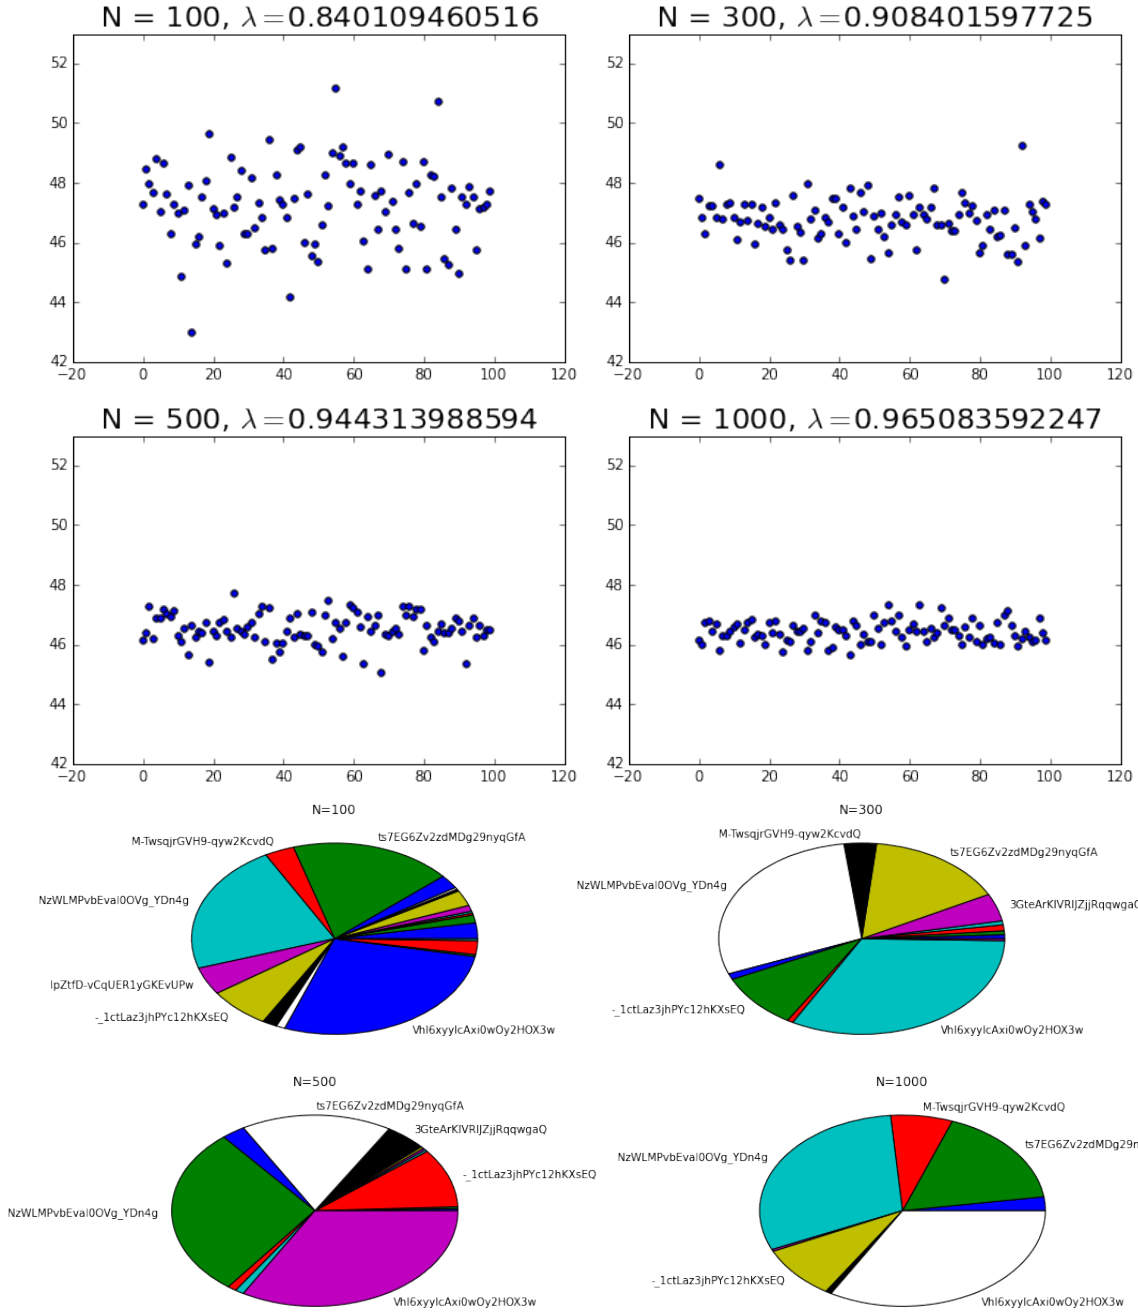 N = 100, λ=0.840109460516
52
50
48
46
44
42
−20 0 20 40 60 80 100 120
N = 300, λ=0.908401597725
52
50
48
46
44
42
−20 0 20 40 60 80 100 120
N = 500, λ=0.944313988594
52
50
48
46
44
42
−20 0 20 40 60 80 100 120
N = 1000, λ=0.965083592247
52
50
48
46
44
42
−20 0 20 40 60 80 100 120
N=100
M-TwsqjrGVH9-qyw2KcvdQ
ts7EG6Zv2zdMDg29nyqGfA
NzWLMPvbEval0OVg_YDn4g
lpZtfD-vCqUER1yGKEvUPw
-_1ctLaz3jhPYc12hKXsEQ
Vhl6xyylcAxi0wOy2HOX3w
N=300
M-TwsqjrGVH9-qyw2KcvdQ
ts7EG6Zv2zdMDg29nyqGfA
NzWLMPvbEval0OVg_YDn4g
3GteArKlVRIJZjjRqqwgaQ
-_1ctLaz3jhPYc12hKXsEQ
Vhl6xyylcAxi0wOy2HOX3w
N=500
ts7EG6Zv2zdMDg29nyqGfA
3GteArKlVRIJZjjRqqwgaQ
-_1ctLaz3jhPYc12hKXsEQ
NzWLMPvbEval0OVg_YDn4g
Vhl6xyylcAxi0wOy2HOX3w
N=1000
M-TwsqjrGVH9-qyw2KcvdQ
ts7EG6Zv2zdMDg29n
NzWLMPvbEval0OVg_YDn4g
-_1ctLaz3jhPYc12hKXsEQ
Vhl6xyylcAxi0wOy2HOX3w